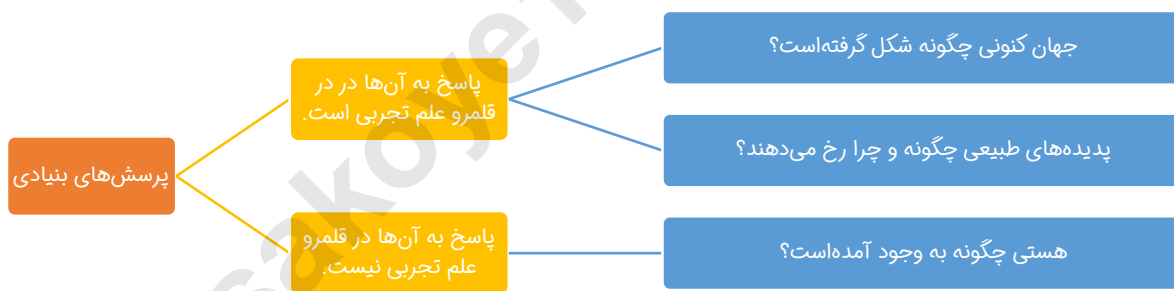 پرسش‌های بنیادی
پاسخ به آن‌ها در در
قلمرو علم تجربی است.
جهان کنونی چگونه شکل گرفته‌است؟
پدیده‌های طبیعی چگونه و چرا رخ می‌دهند؟
پاسخ به آن‌ها در قلمرو
علم تجربی نیست.
هستی چگونه به وجود آمده‌است؟
sakoye